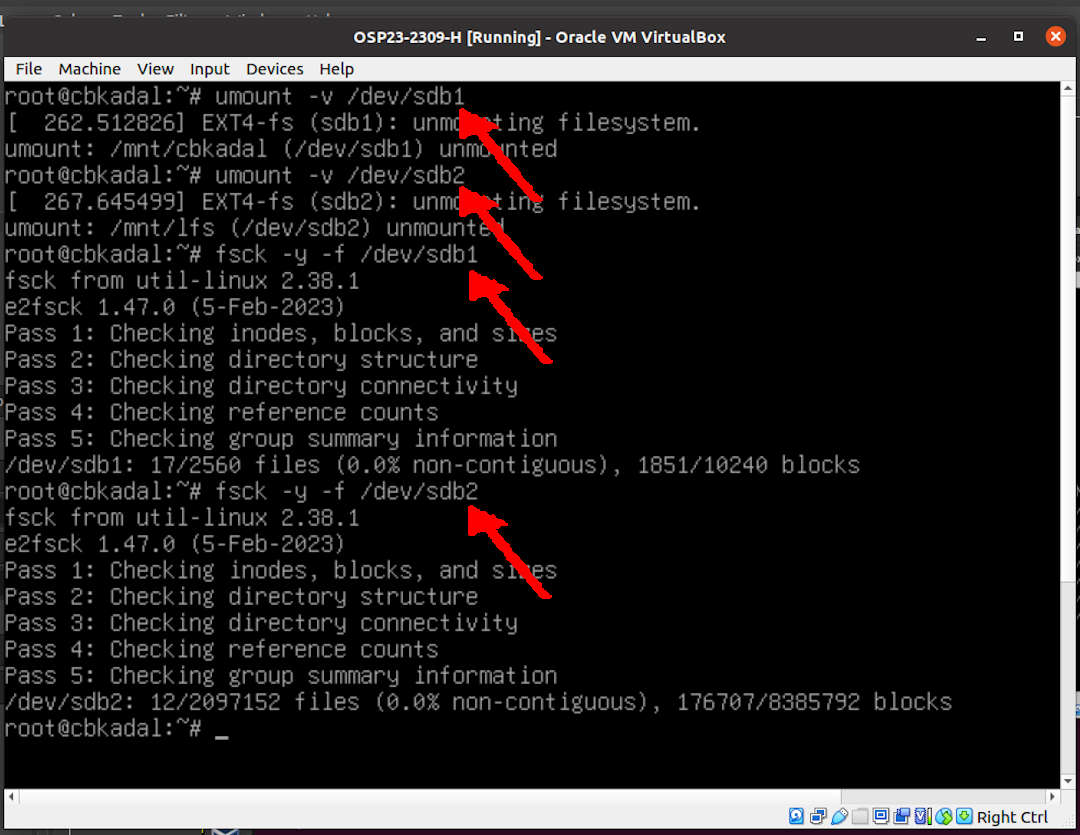 OSP23-2309-H [Running] - Oracle VM VirtualBox
File Machine View Input Devices Help
root@cbkadal:~# umount -v /dev/sdb1
[  262.512826] EXT4-fs (sdb1): unmounting filesystem.
umount: /mnt/cbkadal (/dev/sdb1) unmounted
root@cbkadal:~# umount -v /dev/sdb2
[  267.645499] EXT4-fs (sdb2): unmounting filesystem.
umount: /mnt/lfs (/dev/sdb2) unmounted
root@cbkadal:~# fsck -y -f /dev/sdb1
fsck from util-linux 2.38.1
e2fsck 1.47.0 (5-Feb-2023)
Pass 1: Checking inodes, blocks, and sizes
Pass 2: Checking directory structure
Pass 3: Checking directory connectivity
Pass 4: Checking reference counts
Pass 5: Checking group summary information
/dev/sdb1: 17/2560 files (0.0% non-contiguous), 1851/10240 blocks
root@cbkadal:~# fsck -y -f /dev/sdb2
fsck from util-linux 2.38.1
e2fsck 1.47.0 (5-Feb-2023)
Pass 1: Checking inodes, blocks, and sizes
Pass 2: Checking directory structure
Pass 3: Checking directory connectivity
Pass 4: Checking reference counts
Pass 5: Checking group summary information
/dev/sdb2: 12/2097152 files (0.0% non-contiguous), 176707/8385792 blocks
root@cbkadal:~# _
Right Ctrl